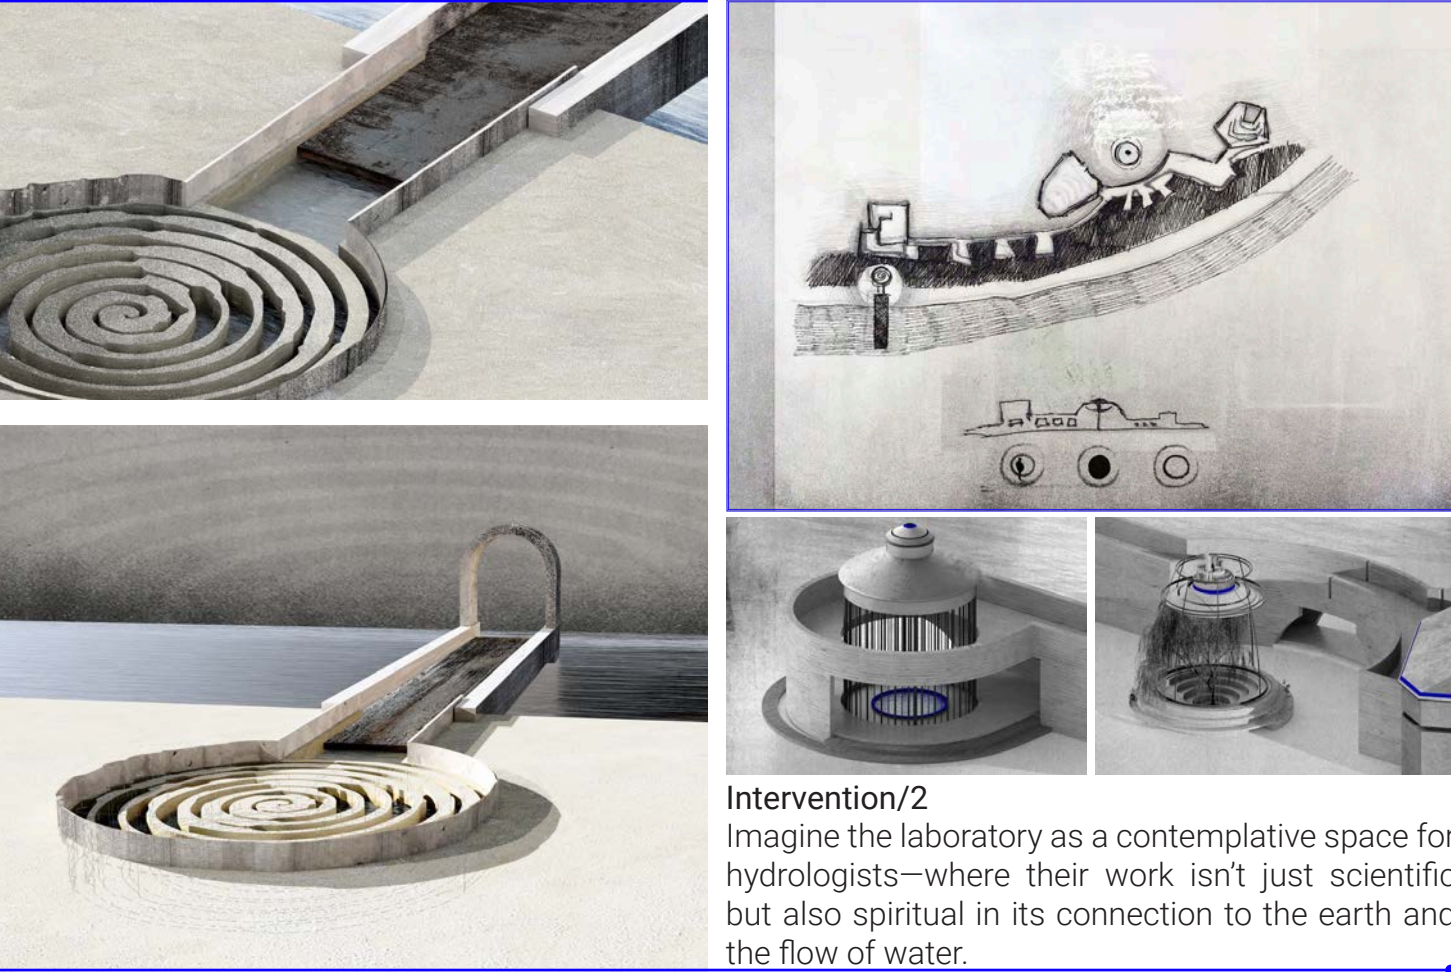 Intervention/2
Imagine the laboratory as a contemplative space for
hydrologists—where their work isn't just scientific
but also spiritual in its connection to the earth and
the flow of water.